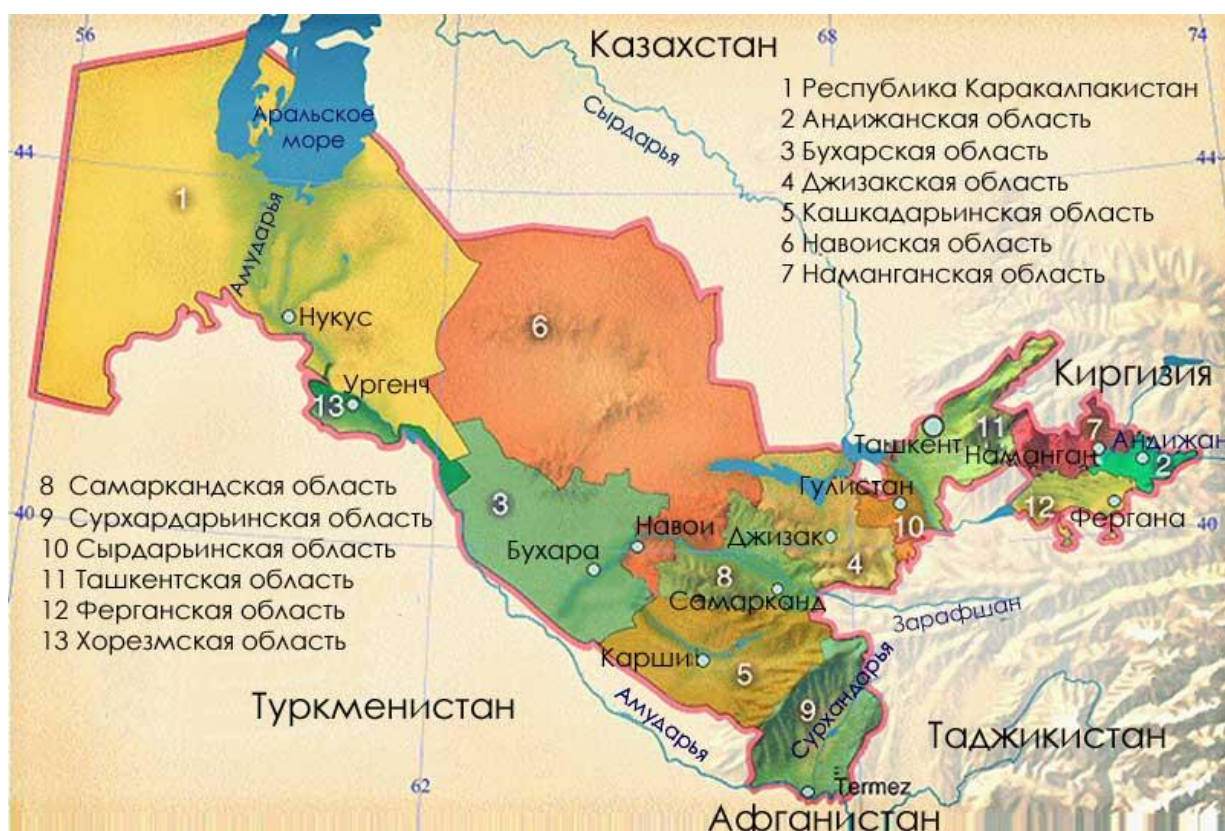 56
68
74
Казахстан
1 Республика Каракалпакистан
2 Андижанская область
3 Бухарская область
4 Джизакская область
5 Кашкадарьинская область
6 Навоиская область
7 Наманганская область
Аральское
море
Сырдарья
44
44
1
Амударья
Нукус
6
Ургенч
13
Киргизия
Ташкент
11
Наманган
7
Андижан
2
8 Самаркандская область
9 Сурхардарьинская область
10 Сырдарьинская область
11 Ташкентская область
12 Ферганская область
13 Хорезмская область
40
3
Гулистан
10
12
Фергана
40
Навои
Джизак
Бухара
8
4
Самарканд
Зарафшан
Карши
5
Туркменистан
Амударья
9
Сурхандарья
Таджикистан
62
Termez
Афганистан